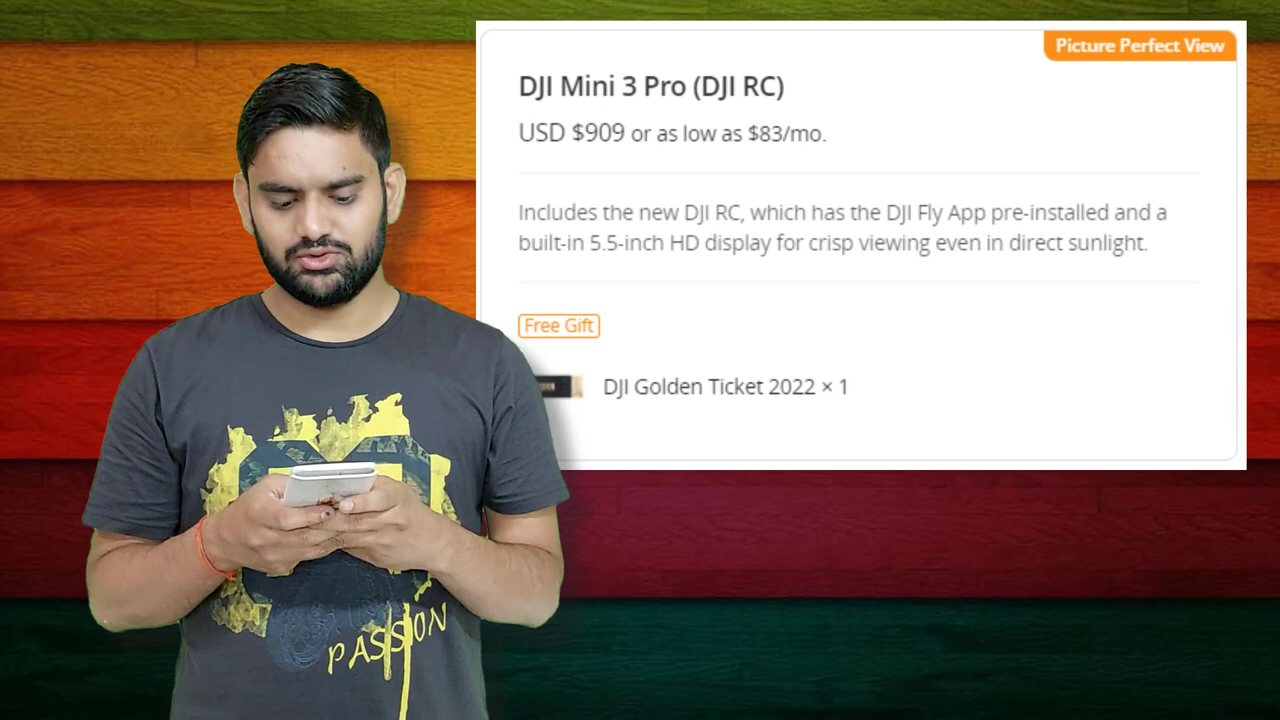 Picture Perfect View
DJI Mini 3 Pro (DJI RC)
USD $909 or as low as $83/mo.
Includes the new DJI RC, which has the DJI Fly App pre-installed and a
built-in 5.5-inch HD display for crisp viewing even in direct sunlight.
Free Gift
DJI Golden Ticket 2022 × 1
PASSION